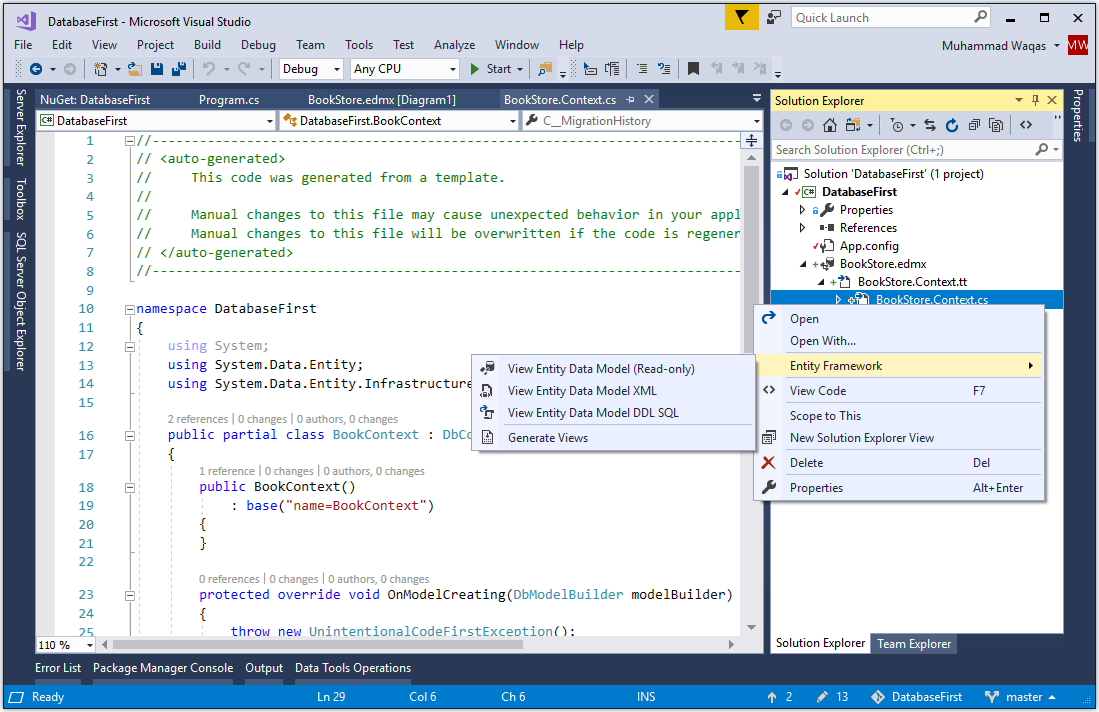 DatabaseFirst - Microsoft Visual Studio
Quick Launch
File Edit View Project Build Debug Team Tools Test Analyze Window Help
Muhammad Waqas
MW
Debug
Any CPU
Start
Server Explorer
Toolbox
SQL Server Object Explorer
NuGet: DatabaseFirst
Program.cs
BookStore.edmx [Diagram1]
BookStore.Context.cs
C# DatabaseFirst
DatabaseFirst.BookContext
C__MigrationHistory
1 //---------------------------------------------------------------------------
2 // <auto-generated>
3 //     This code was generated from a template.
4 //
5 //     Manual changes to this file may cause unexpected behavior in your appl
6 //     Manual changes to this file will be overwritten if the code is regener
7 // </auto-generated>
8 //---------------------------------------------------------------------------
9
10 namespace DatabaseFirst
11 {
12     using System;
13     using System.Data.Entity;
14     using System.Data.Entity.Infrastructure
15
2 references | 0 changes | 0 authors, 0 changes
16     public partial class BookContext : DbCo
17     {
1 reference | 0 changes | 0 authors, 0 changes
18         public BookContext()
19             : base("name=BookContext")
20         {
21         }
22
0 references | 0 changes | 0 authors, 0 changes
23         protected override void OnModelCreating(DbModelBuilder modelBuilder)
24         {
25             throw new UnintentionalCodeFirstException();
110 %
View Entity Data Model (Read-only)
View Entity Data Model XML
View Entity Data Model DDL SQL
Generate Views
Solution Explorer
Search Solution Explorer (Ctrl+;)
Solution 'DatabaseFirst' (1 project)
C# DatabaseFirst
Properties
References
App.config
BookStore.edmx
BookStore.Context.tt
BookStore.Context.cs
Open
Open With...
Entity Framework
View Code F7
Scope to This
New Solution Explorer View
Delete Del
Properties Alt+Enter
Solution Explorer
Team Explorer
Properties
Error List
Package Manager Console
Output
Data Tools Operations
Ready
Ln 29
Col 6
Ch 6
INS
2
13
DatabaseFirst
master